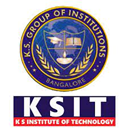 K.S. GROUP OF INSTITUTIONS
BANGALORE
KSIT
K S INSTITUTE OF TECHNOLOGY